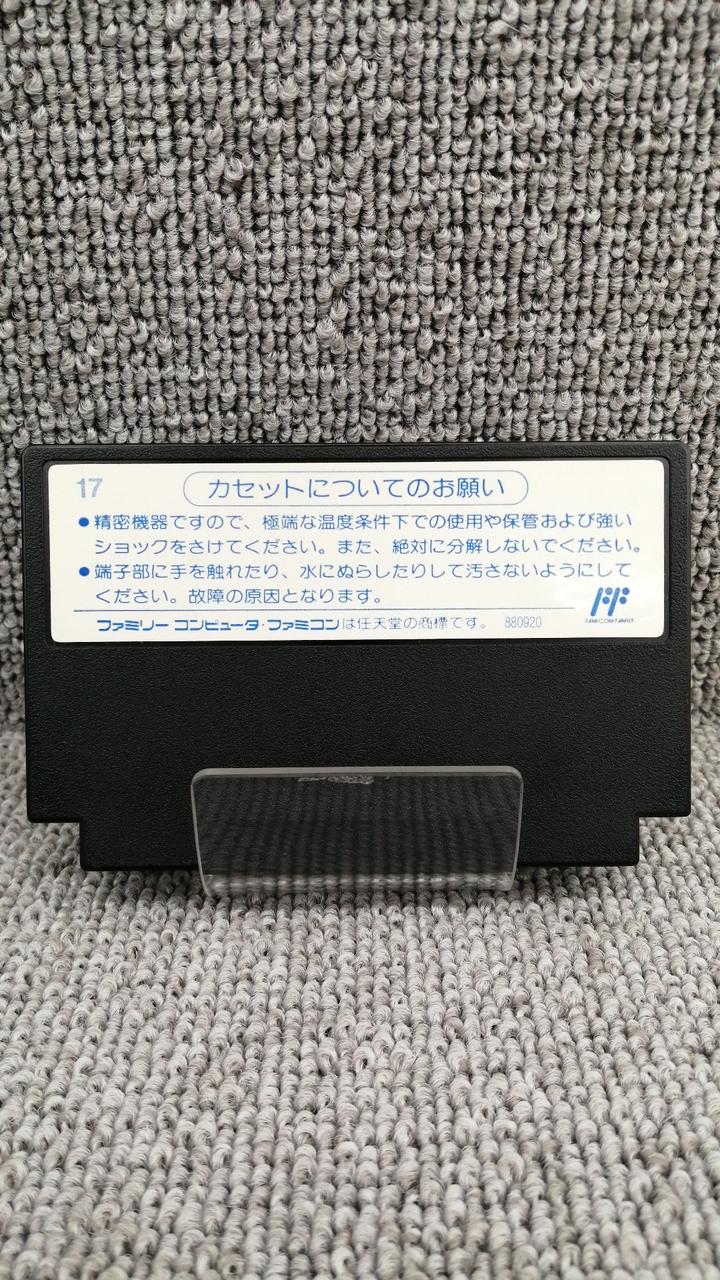 17
カセットについてのお願い
●精密機器ですので、極端な温度条件下での使用や保管および強い
ショックをさけてください。また、絶対に分解しないでください。
●端子部に手を触れたり、水にぬらしたりして汚さないようにして
ください。故障の原因となります。
FF
FAMICOM FAMILY
ファミリー コンピュータ・ファミコンは任天堂の商標です。 880920